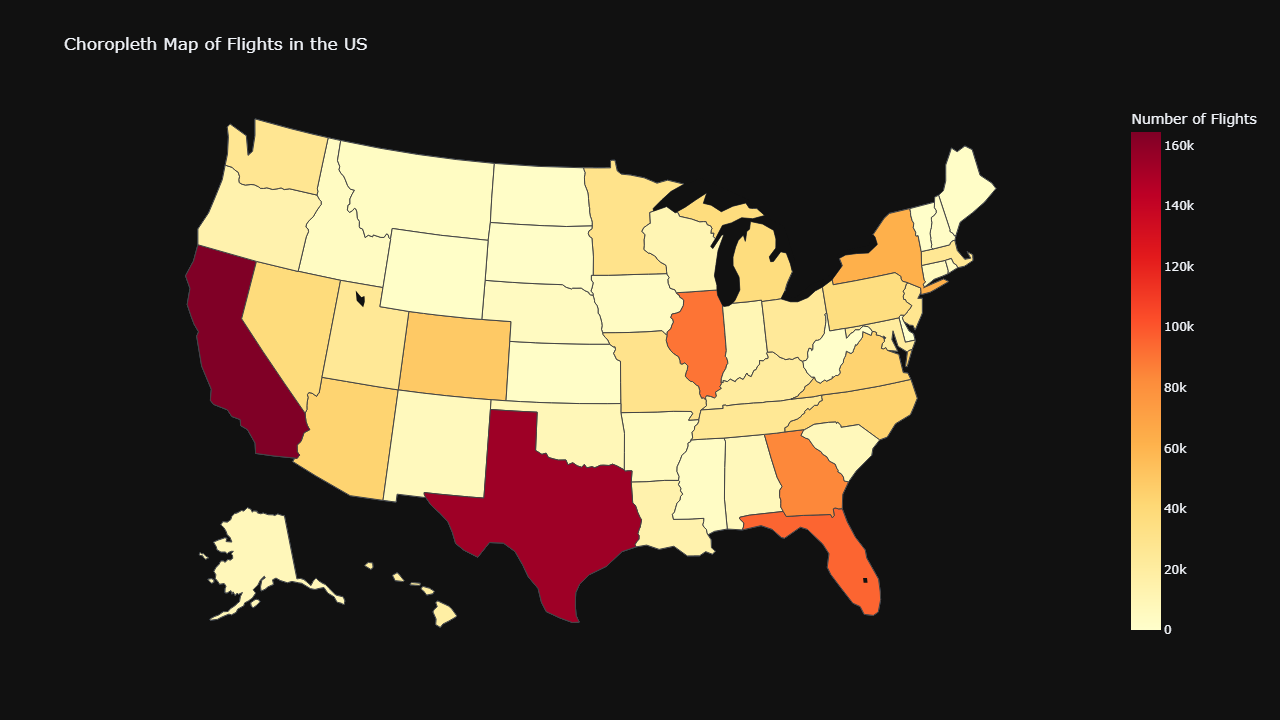 Choropleth Map of Flights in the US
Number of Flights
160k
140k
120k
100k
80k
60k
40k
20k
0